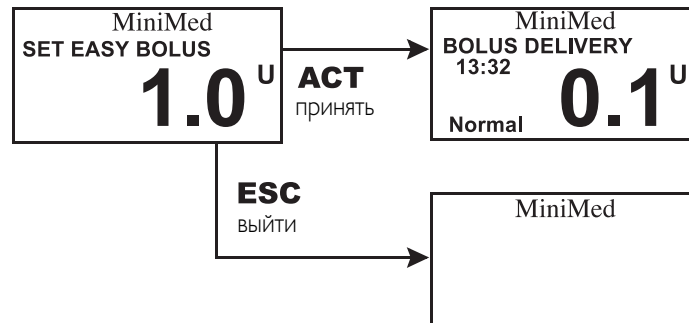 MiniMed
SET EASY BOLUS
1.0 U
ACT
принять
MiniMed
BOLUS DELIVERY
13:32
Normal 0.1 U
ESC
выйти
MiniMed